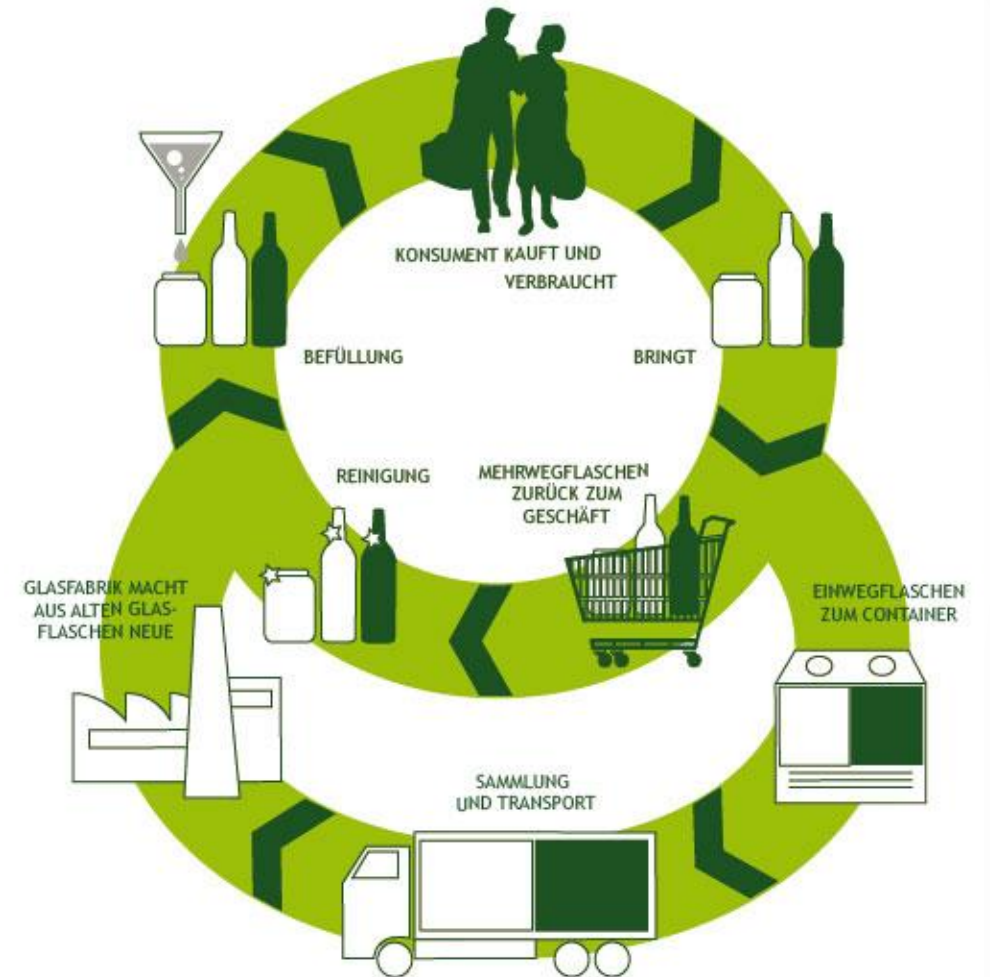 KONSUMENT KAUFT UND
VERBRAUCHT
BEFÜLLUNG
BRINGT
REINIGUNG
MEHRWEGFLASCHEN
ZURÜCK ZUM
GESCHÄFT
GLASFABRIK MACHT
AUS ALTEN GLAS-
FLASCHEN NEUE
EINWEGFLASCHEN
ZUM CONTAINER
SAMMLUNG
UND TRANSPORT